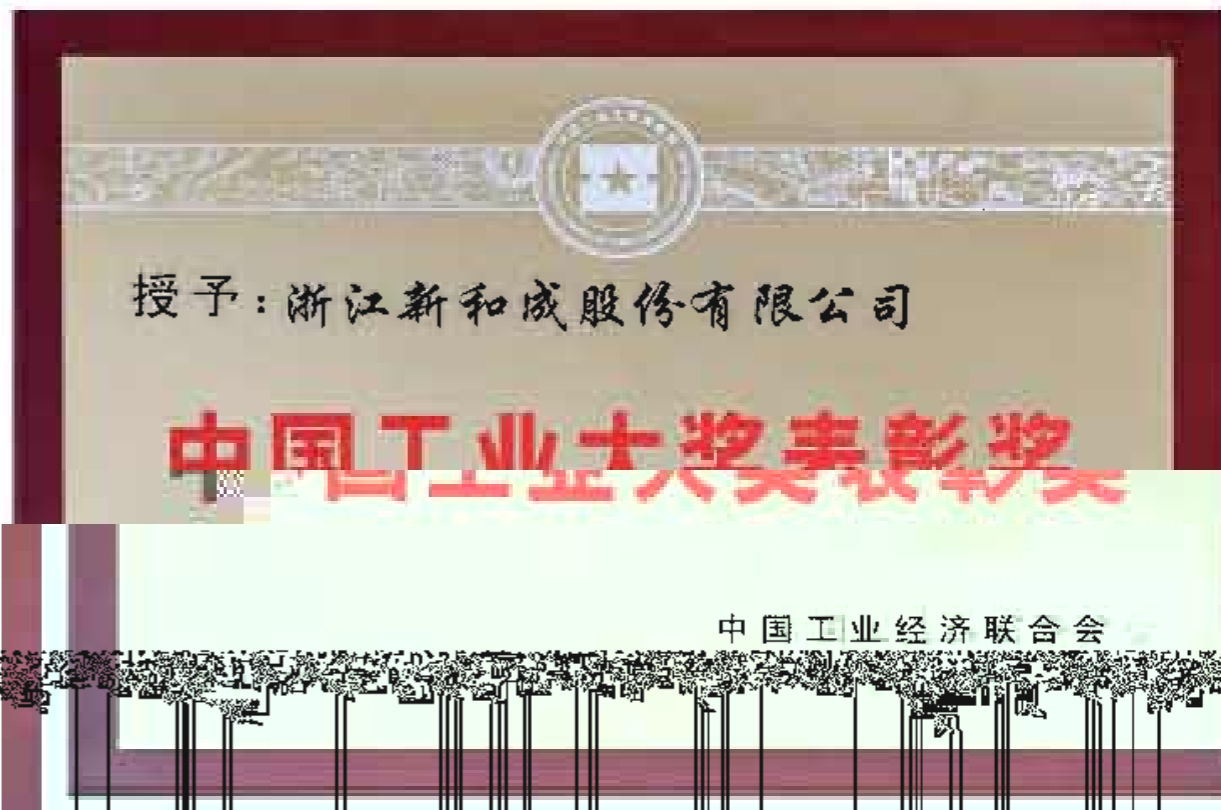 授予:浙江新和成股份有限公司
中国工业大奖表彰奖
中国工业经济联合会